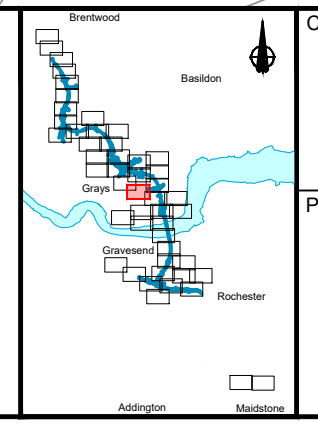 Brentwood
C
Basildon
Grays
P
Gravesend
Rochester
Addington
Maidstone